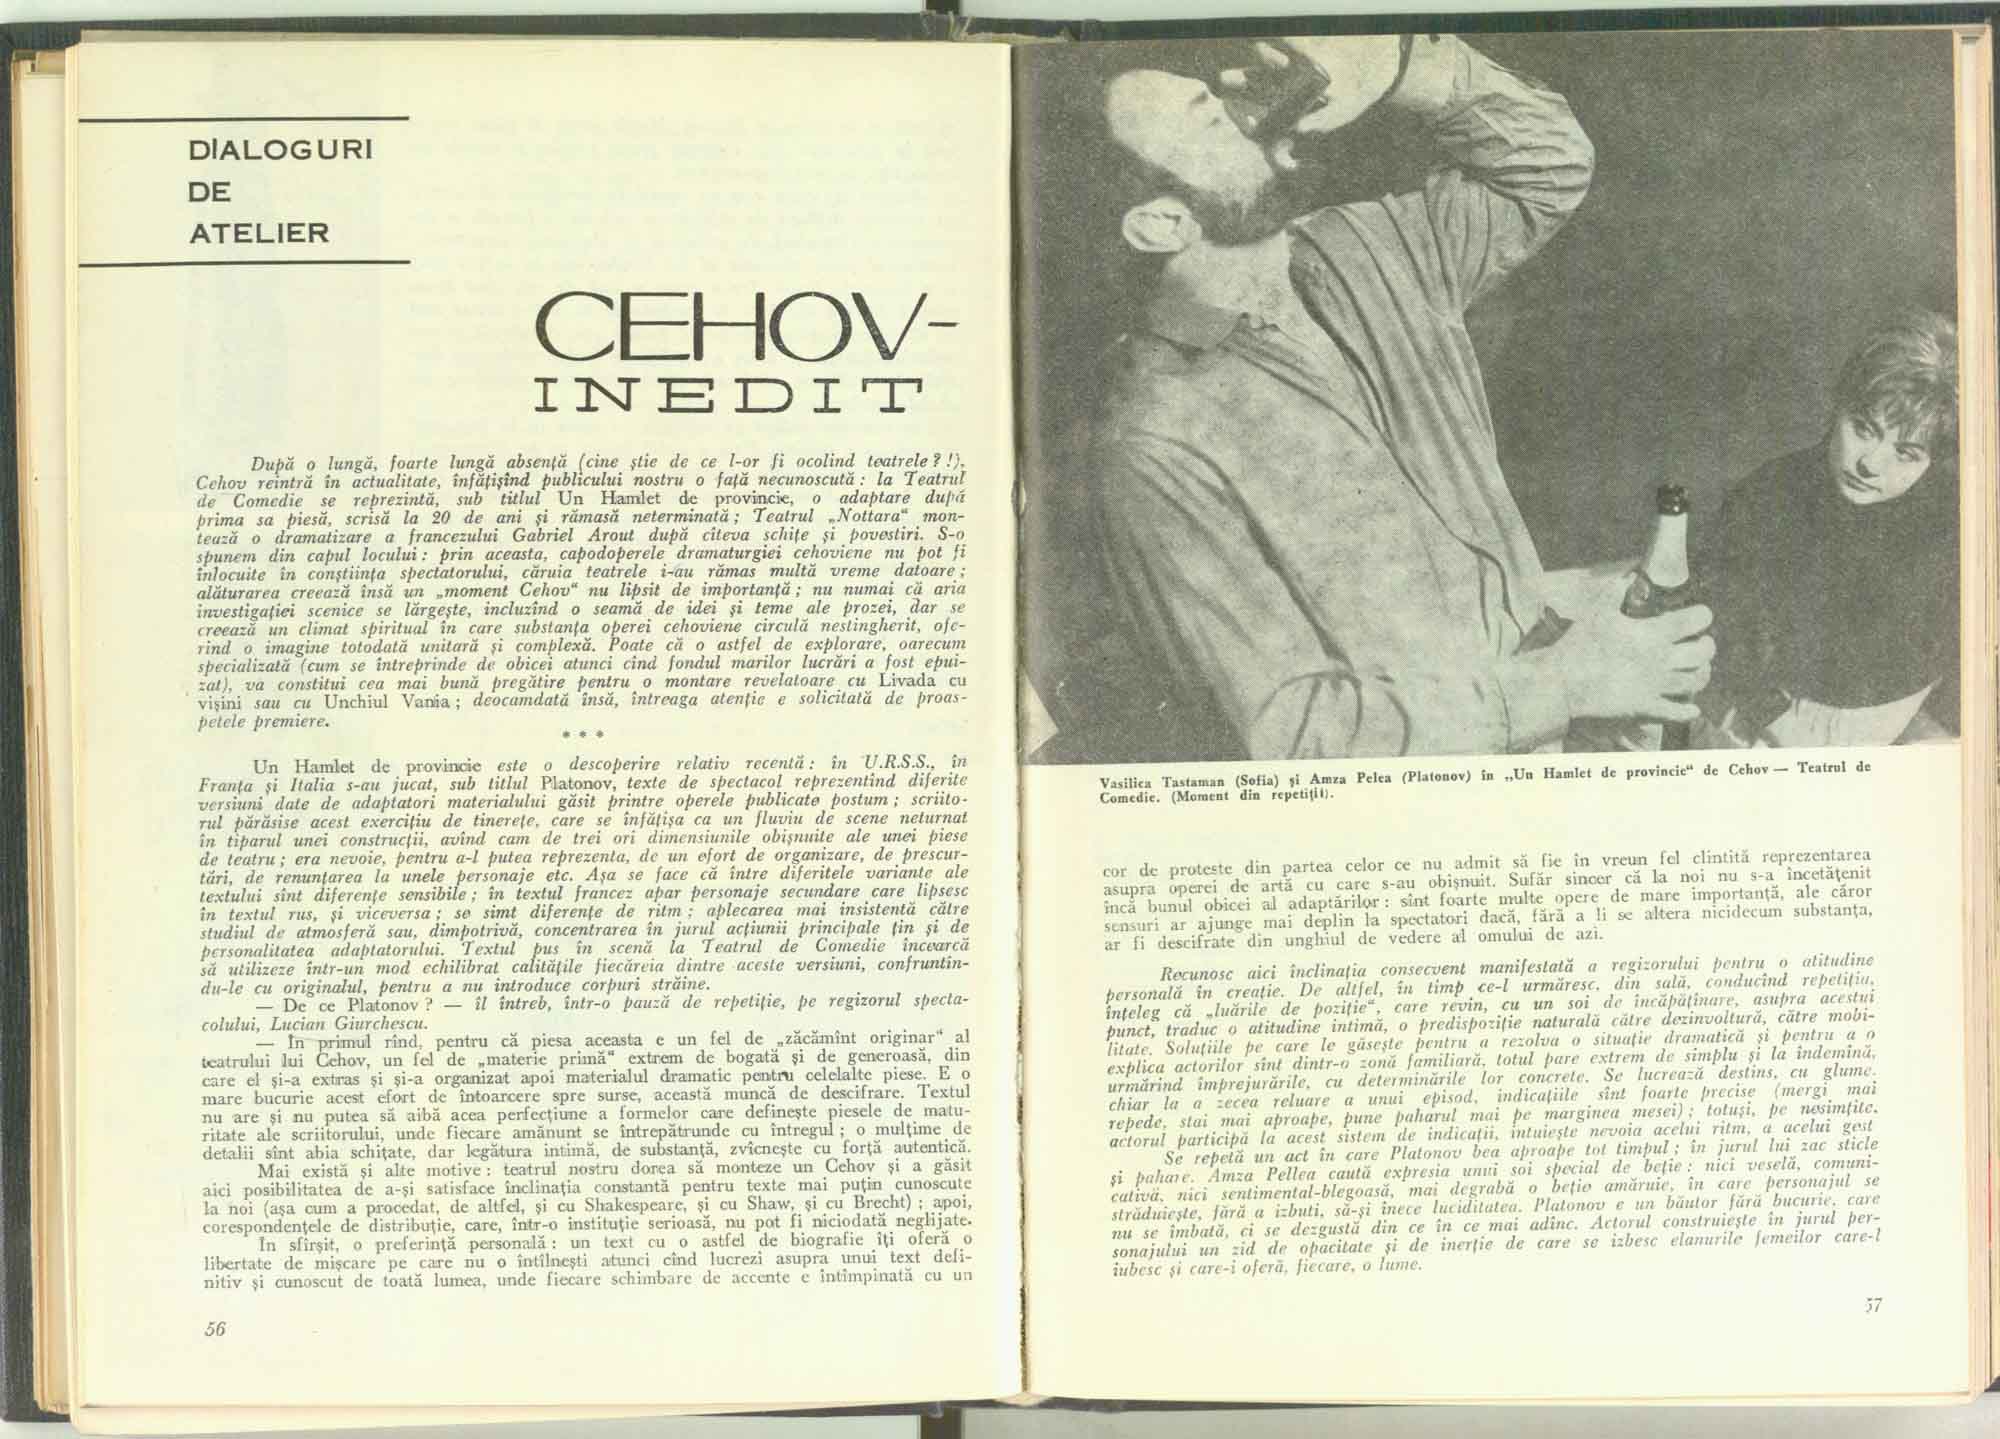 DIALOGURI
DE
ATELIER
CEHOV-
INEDIT
După o lungă, foarte lungă absență (cine știe de ce l-or fi ocolind teatrele ? !),
Cehov reintră în actualitate, înfățișînd publicului nostru o față necunoscută : la Teatrul
de Comedie se reprezintă, sub titlul Un Hamlet de provincie, o adaptare după
prima sa piesă, scrisă la 20 de ani și rămasă neterminată ; Teatrul „Nottara“ mon-
tează o dramatizare a francezului Gabriel Arout după cîteva schițe și povestiri. S-o
spunem din capul locului : prin aceasta, capodoperele dramaturgiei cehoviene nu pot fi
înlocuite în conștiința spectatorului, căruia teatrele i-au rămas multă vreme datoare ;
alăturarea creează însă un „moment Cehov“ nu lipsit de importanță ; nu numai că aria
investigației scenice se lărgește, incluzînd o seamă de idei și teme ale prozei, dar se
creează un climat spiritual în care substanța operei cehoviene circulă nestingherit, ofe-
rind o imagine totodată unitară și complexă. Poate că o astfel de explorare, oarecum
specializată (cum se întreprinde de obicei atunci cînd fondul marilor lucrări a fost epui-
zat), va constitui cea mai bună pregătire pentru o montare revelatoare cu Livada cu
vișini sau cu Unchiul Vania ; deocamdată însă, întreaga atenție e solicitată de proas-
petele premiere.
* * *
Un Hamlet de provincie este o descoperire relativ recentă : în U.R.S.S., în
Franța și Italia s-au jucat, sub titlul Platonov, texte de spectacol reprezentînd diferite
versiuni date de adaptatori materialului găsit printre operele publicate postum ; scriito-
rul părăsise acest exercițiu de tinerețe, care se înfățișa ca un fluviu de scene neturnat
în tiparul unei construcții, avînd cam de trei ori dimensiunile obișnuite ale unei piese
de teatru ; era nevoie, pentru a-l putea reprezenta, de un efort de organizare, de prescur-
tări, de renunțarea la unele personaje etc. Așa se face că între diferitele variante ale
textului sînt diferențe sensibile ; în textul francez apar personaje secundare care lipsesc
în textul rus, și viceversa ; se simt diferențe de ritm ; aplecarea mai insistentă către
studiul de atmosferă sau, dimpotrivă, concentrarea în jurul acțiunii principale țin și de
personalitatea adaptatorului. Textul pus în scenă la Teatrul de Comedie încearcă
să utilizeze într-un mod echilibrat calitățile fiecăreia dintre aceste versiuni, confruntîn-
du-le cu originalul, pentru a nu introduce corpuri străine.
— De ce Platonov ? — îl întreb, într-o pauză de repetiție, pe regizorul specta-
colului, Lucian Giurchescu.
— În primul rînd, pentru că piesa aceasta e un fel de „zăcămînt originar“ al
teatrului lui Cehov, un fel de „materie primă“ extrem de bogată și de generoasă, din
care el și-a extras și și-a organizat apoi materialul dramatic pentru celelalte piese. E o
mare bucurie acest efort de întoarcere spre surse, această muncă de descifrare. Textul
nu are și nu putea să aibă acea perfecțiune a formelor care definește piesele de matu-
ritate ale scriitorului, unde fiecare amănunt se întrepătrunde cu întregul ; o mulțime de
detalii sînt abia schițate, dar legătura intimă, de substanță, zvîcnește cu forță autentică.
Mai există și alte motive : teatrul nostru dorea să monteze un Cehov și a găsit
aici posibilitatea de a-și satisface înclinația constantă pentru texte mai puțin cunoscute
la noi (așa cum a procedat, de altfel, și cu Shakespeare, și cu Shaw, și cu Brecht) ; apoi,
corespondențele de distribuție, care, într-o instituție serioasă, nu pot fi niciodată neglijate.
În sfîrșit, o preferință personală : un text cu o astfel de biografie îți oferă o
libertate de mișcare pe care nu o întîlnești atunci cînd lucrezi asupra unui text defi-
nitiv și cunoscut de toată lumea, unde fiecare schimbare de accente e întîmpinată cu un
56
Vasilica Tastaman (Sofia) și Amza Pelea (Platonov) în „Un Hamlet de provincie“ de Cehov — Teatrul de
Comedie. (Moment din repetiții).
cor de proteste din partea celor ce nu admit să fie în vreun fel clintită reprezentarea
asupra operei de artă cu care s-au obișnuit. Sufăr sincer că la noi nu s-a încetățenit
încă bunul obicei al adaptărilor : sînt foarte multe opere de mare importanță, ale căror
sensuri ar ajunge mai deplin la spectatori dacă, fără a li se altera nicidecum substanța,
ar fi descifrate din unghiul de vedere al omului de azi.
Recunosc aici înclinația consecvent manifestată a regizorului pentru o atitudine
personală în creație. De altfel, în timp ce-l urmăresc, din sală, conducînd repetiția,
înțeleg că „luările de poziție“, care revin, cu un soi de încăpățînare, asupra acestui
punct, traduc o atitudine intimă, o predispoziție naturală către dezinvoltură, către mobi-
litate. Soluțiile pe care le găsește pentru a rezolva o situație dramatică și pentru a o
explica actorilor sînt dintr-o zonă familiară, totul pare extrem de simplu și la îndemînă,
urmărind împrejurările, cu determinările lor concrete. Se lucrează destins, cu glume,
chiar la a zecea reluare a unui episod, indicațiile sînt foarte precise (mergi mai
repede, stai mai aproape, pune paharul mai pe marginea mesei) ; totuși, pe nesimțite,
actorul participă la acest sistem de indicații, intuiește nevoia acelui ritm, a acelui gest
Se repetă un act în care Platonov bea aproape tot timpul ; în jurul lui zac sticle
și pahare. Amza Pellea caută expresia unui soi special de beție : nici veselă, comuni-
cativă, nici sentimental-blegoasă, mai degrabă o beție amăruie, în care personajul se
străduiește, fără a izbuti, să-și înece luciditatea. Platonov e un băutor fără bucurie, care
nu se îmbată, ci se dezgustă din ce în ce mai adînc. Actorul construiește în jurul per-
sonajului un zid de opacitate și de inerție de care se izbesc elanurile femeilor care-l
iubesc și care-i oferă, fiecare, o lume.
57